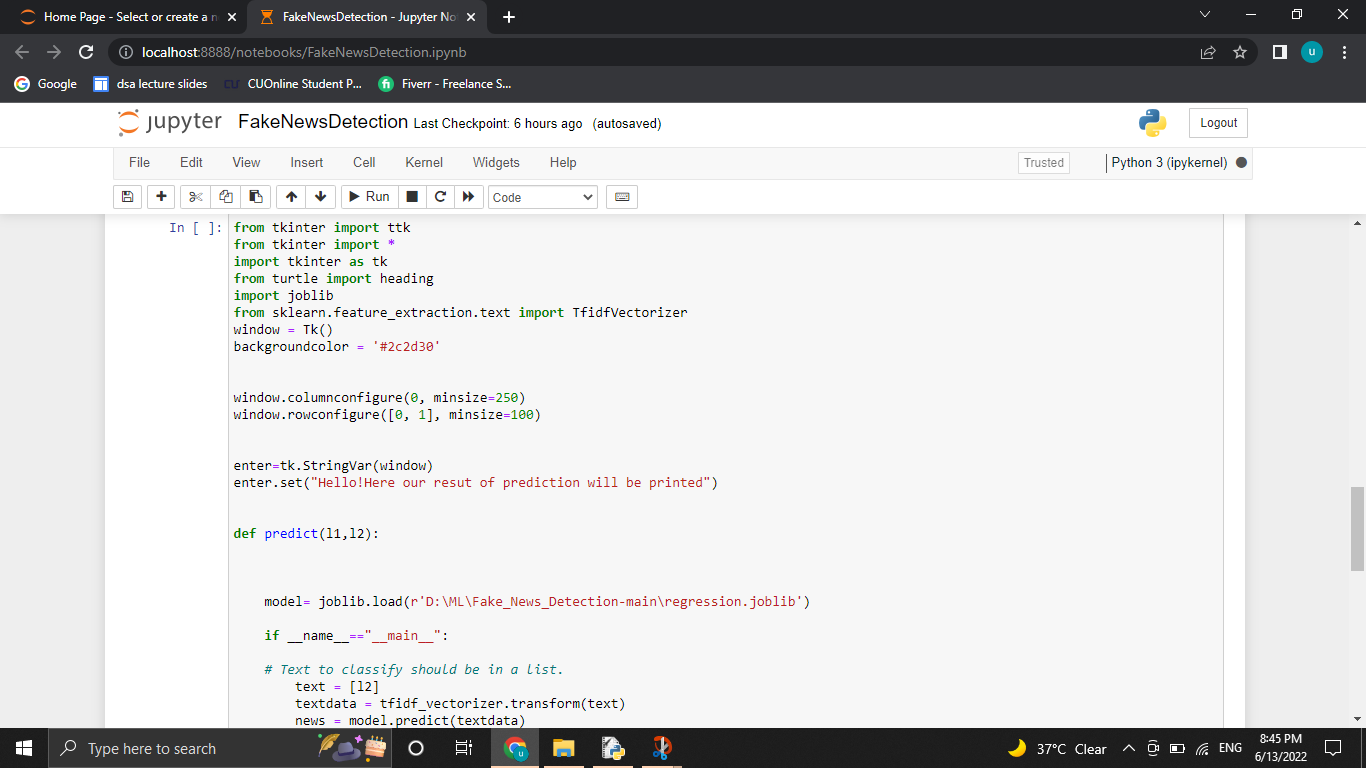 Home Page - Select or create a n
FakeNewsDetection - Jupyter No
localhost:8888/notebooks/FakeNewsDetection.ipynb
u
Google
dsa lecture slides
CU
CUOnline Student P...
fi
Fiverr - Freelance S...
jupyter FakeNewsDetection Last Checkpoint: 6 hours ago (autosaved)
Logout
File Edit View Insert Cell Kernel Widgets Help
Trusted
Python 3 (ipykernel)
Run
Code
In [ ]:
from tkinter import ttk
from tkinter import *
import tkinter as tk
from turtle import heading
import joblib
from sklearn.feature_extraction.text import TfidfVectorizer
window = Tk()
backgroundcolor = '#2c2d30'
window.columnconfigure(0, minsize=250)
window.rowconfigure([0, 1], minsize=100)
enter=tk.StringVar(window)
enter.set("Hello!Here our resut of prediction will be printed")
def predict(l1,l2):
model= joblib.load(r'D:\ML\Fake_News_Detection-main\regression.joblib')
if __name__=="__main__":
# Text to classify should be in a list.
text = [l2]
textdata = tfidf_vectorizer.transform(text)
news = model.predict(textdata)
Type here to search
u
37°C Clear
ENG
8:45 PM
6/13/2022